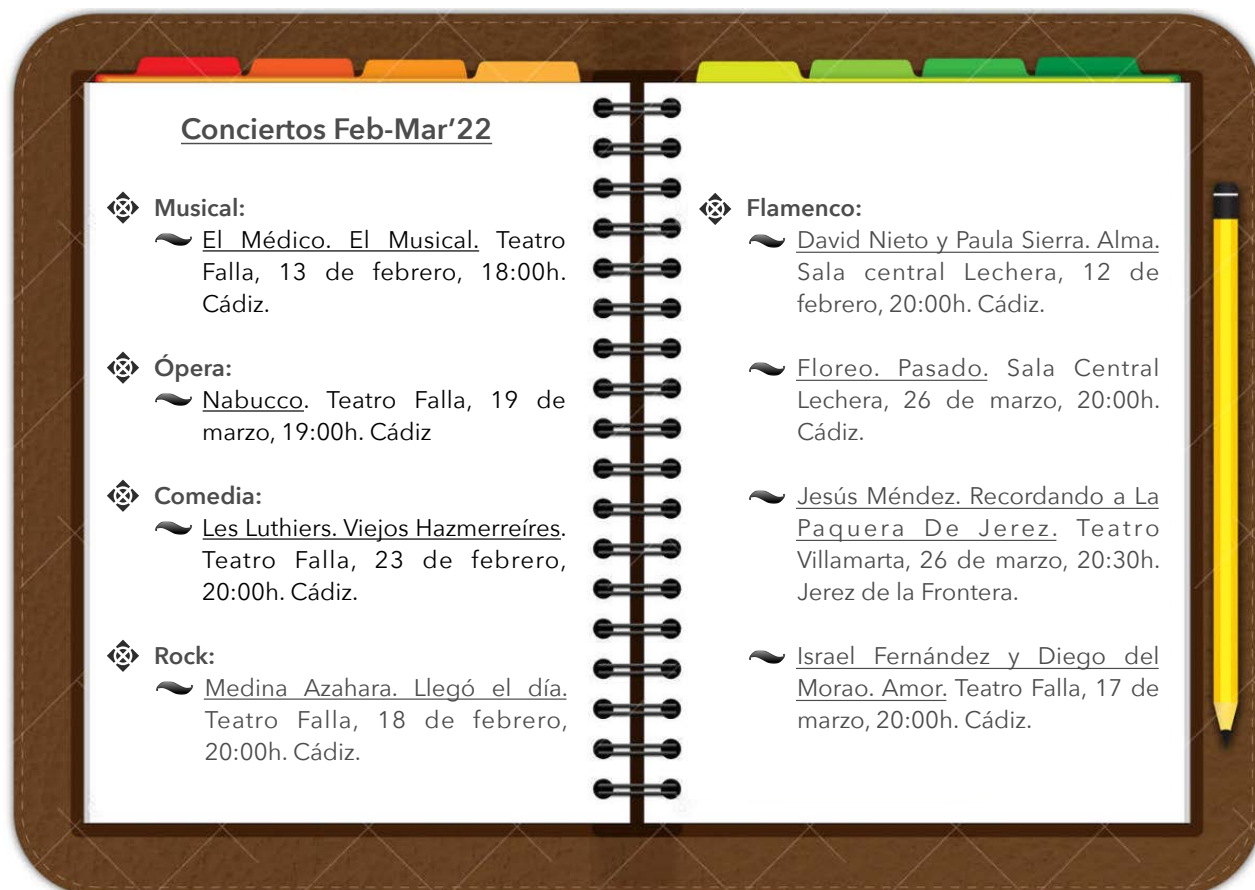 Conciertos Feb-Mar'22
Musical:
El Médico. El Musical. Teatro
Falla, 13 de febrero, 18:00h.
Cádiz.
Ópera:
Nabucco. Teatro Falla, 19 de
marzo, 19:00h. Cádiz
Comedia:
Les Luthiers. Viejos Hazmerreíres.
Teatro Falla, 23 de febrero,
20:00h. Cádiz.
Rock:
Medina Azahara. Llegó el día.
Teatro Falla, 18 de febrero,
20:00h. Cádiz.
Flamenco:
David Nieto y Paula Sierra. Alma.
Sala central Lechera, 12 de
febrero, 20:00h. Cádiz.
Floreo. Pasado. Sala Central
Lechera, 26 de marzo, 20:00h.
Cádiz.
Jesús Méndez. Recordando a La
Paquera De Jerez. Teatro
Villamarta, 26 de marzo, 20:30h.
Jerez de la Frontera.
Israel Fernández y Diego del
Morao. Amor. Teatro Falla, 17 de
marzo, 20:00h. Cádiz.